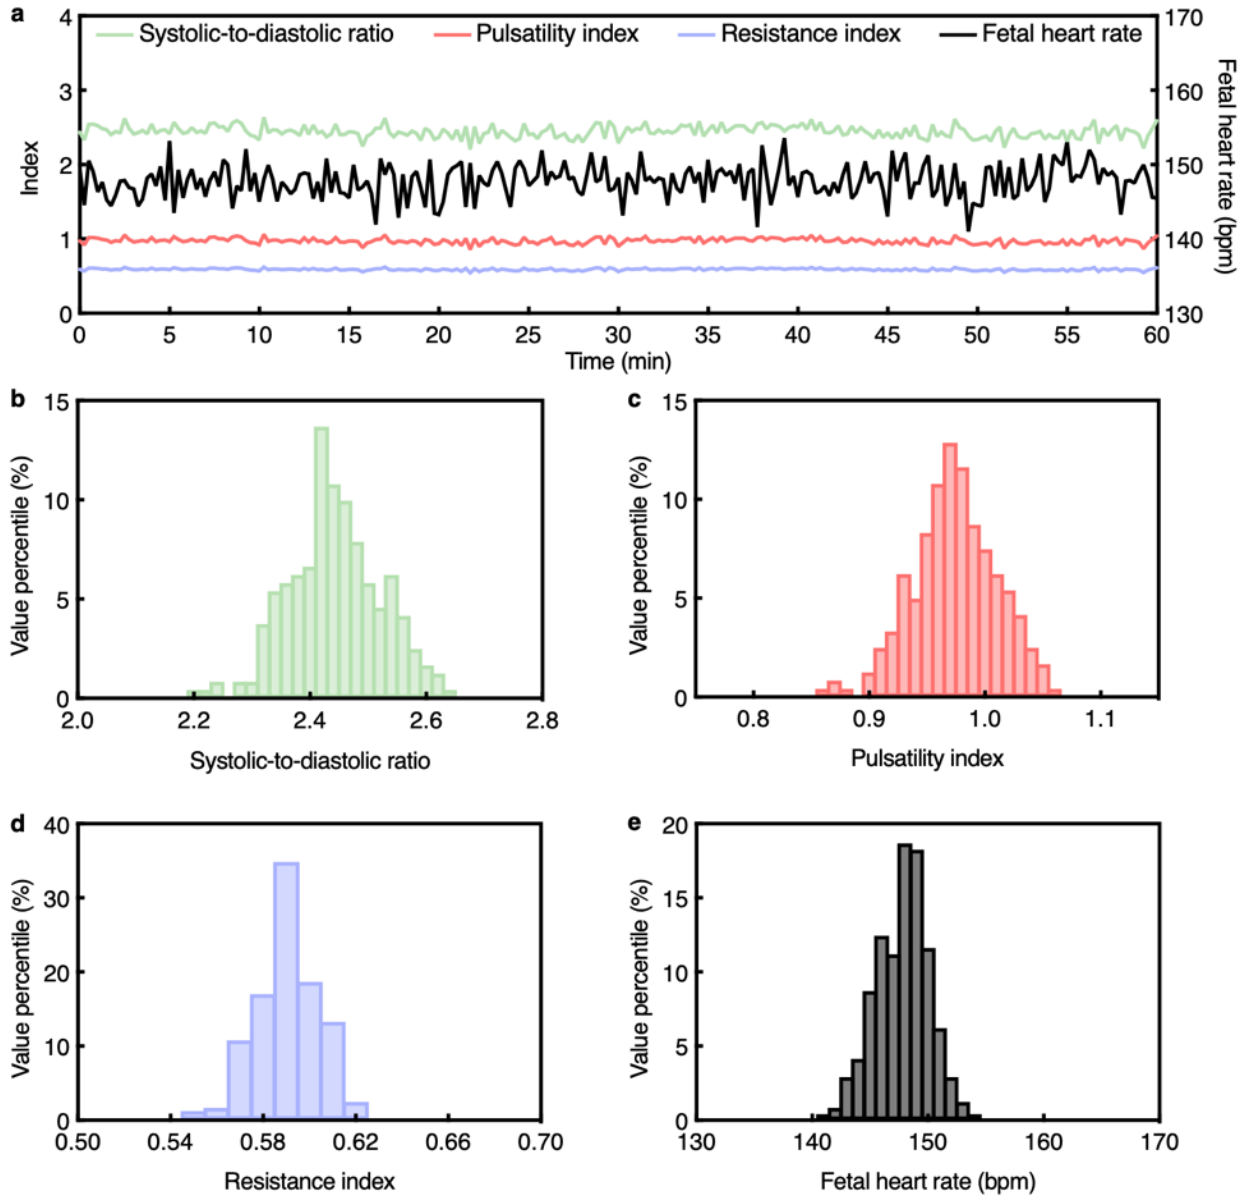 a
4 170
Systolic-to-diastolic ratio Pulsatility index Resistance index Fetal heart rate
3 160
2 150
1 140
0 130
Index
Fetal heart rate (bpm)
0 5 10 15 20 25 30 35 40 45 50 55 60
Time (min)
b
15
10
5
0
Value percentile (%)
2.0 2.2 2.4 2.6 2.8
Systolic-to-diastolic ratio
c
15
10
5
0
Value percentile (%)
0.8 0.9 1.0 1.1
Pulsatility index
d
40
30
20
10
0
Value percentile (%)
0.50 0.54 0.58 0.62 0.66 0.70
Resistance index
e
20
15
10
5
0
Value percentile (%)
130 140 150 160 170
Fetal heart rate (bpm)